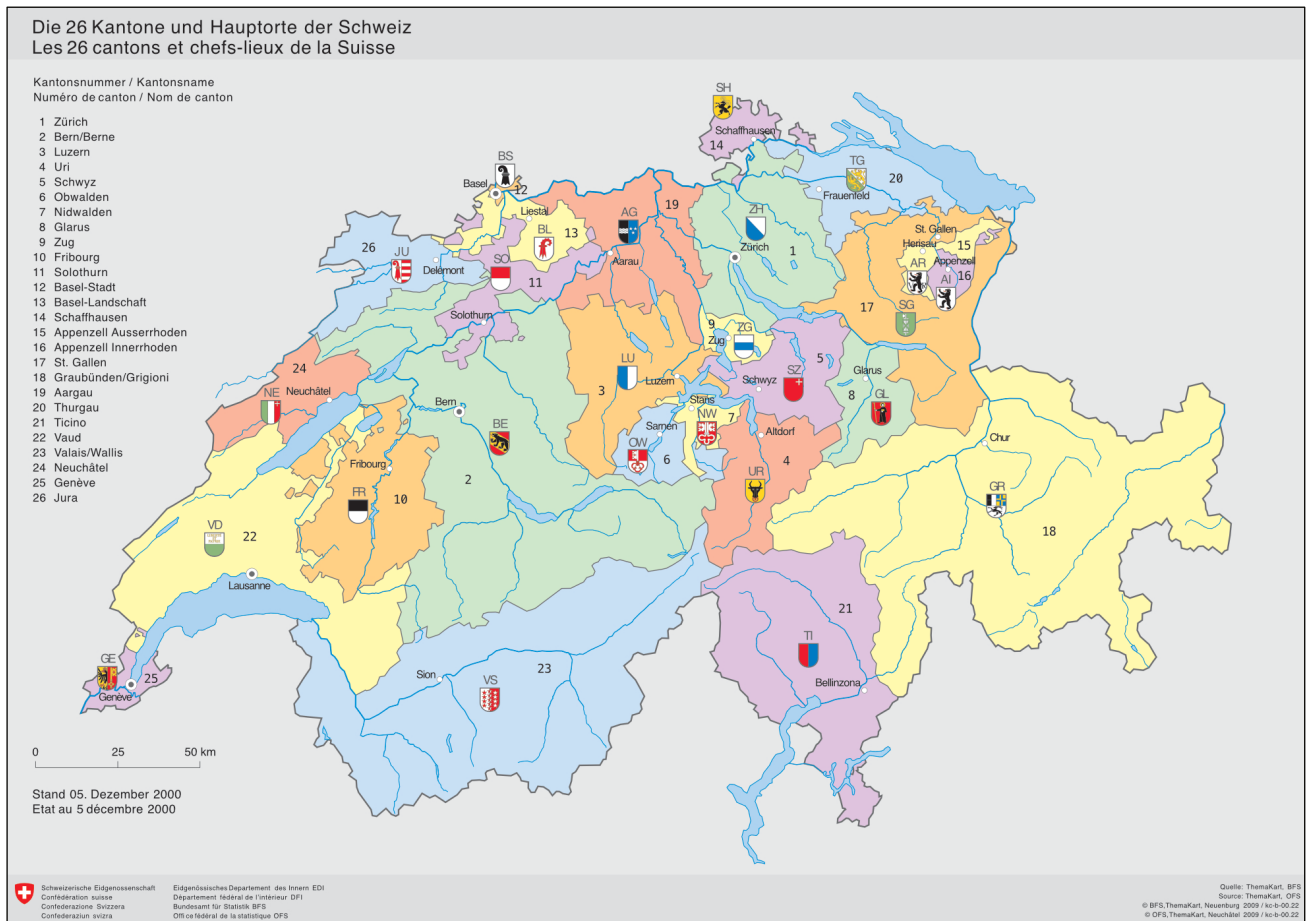 Die 26 Kantone und Hauptorte der Schweiz
Les 26 cantons et chefs-lieux de la Suisse
Kantonsnummer / Kantonsname
Numéro de canton / Nom de canton
1 Zürich
2 Bern/Berne
3 Luzern
4 Uri
5 Schwyz
6 Obwalden
7 Nidwalden
8 Glarus
9 Zug
10 Fribourg
11 Solothurn
12 Basel-Stadt
13 Basel-Landschaft
14 Schaffhausen
15 Appenzell Ausserrhoden
16 Appenzell Innerrhoden
17 St. Gallen
18 Graubünden/Grigioni
19 Aargau
20 Thurgau
21 Ticino
22 Vaud
23 Valais/Wallis
24 Neuchâtel
25 Genève
26 Jura
SH
Schaffhausen
14
BS
Basel
12
TG
20
Frauenfeld
Liestal
BL
13
AG
19
ZH
Zürich
1
St. Gallen
Herisau
15
AR
Appenzell
16
AI
26
JU
Delémont
SO
11
Aarau
Solothurn
17
SG
9
Zug
ZG
5
SZ
Schwyz
LU
Luzern
3
Glarus
8
GL
24
NE
Neuchâtel
Bern
BE
2
Stans
NW
7
Sarnen
OW
6
Altdorf
UR
4
Chur
GR
18
Fribourg
FR
10
VD
22
Lausanne
21
TI
Bellinzona
Sion
23
VS
GE
25
Genève
0 25 50 km
Stand 05. Dezember 2000
Etat au 5 décembre 2000
Schweizerische Eidgenossenschaft
Confédération suisse
Confederazione Svizzera
Confederaziun svizra
Eidgenössisches Departement des Innern EDI
Département fédéral de l'intérieur DFI
Bundesamt für Statistik BFS
Office fédéral de la statistique OFS
Quelle: ThemaKart, BFS
Source: ThemaKart, OFS
© BFS,ThemaKart, Neuenburg 2009 / kc-b-00.22
© OFS,ThemaKart, Neuchâtel 2009 / kc-b-00.22